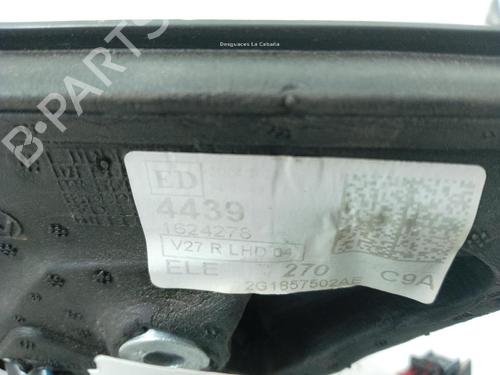 Desguaces La Cabaña
B-PARTS
ED
4439
1624276
V27 R LHD 04
ELE 270 C9A
2G1857502AE